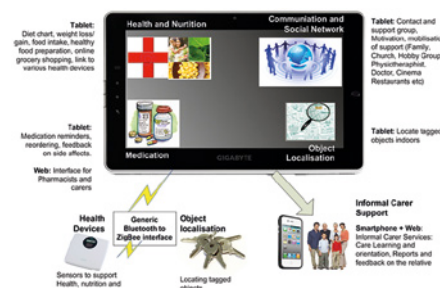 Tablet:
Diet chart, weight loss/
gain, food intake, healthy
food preparation, online
grocery shopping, link to
various health devices
Health and Nurtition
Communiation and
Social Network
Tablet: Contact and
support group,
Motivation, mobilisation
of support (Family,
Church, Hobby Group
Physiotheraphist,
Doctor, Cinema
Restaurants etc)
Tablet:
Medication reminders,
reordering, feedback
on side affects.
Web: Interface for
Pharmacists and
carers
Medication
GIGABYTE
Object
Localisation
Tablet: Locate tagged
objects indoors
Health
Devices
Generic
Bluetooth to
ZigBee interface
Object
localisation
Sensors to support
Health, nutrition and
Locating tagged
objects
Informal Carer
Support
Smartphone + Web:
Informal Carer Services:
Care Learning and
orientation, Reports and
feedback on the relative